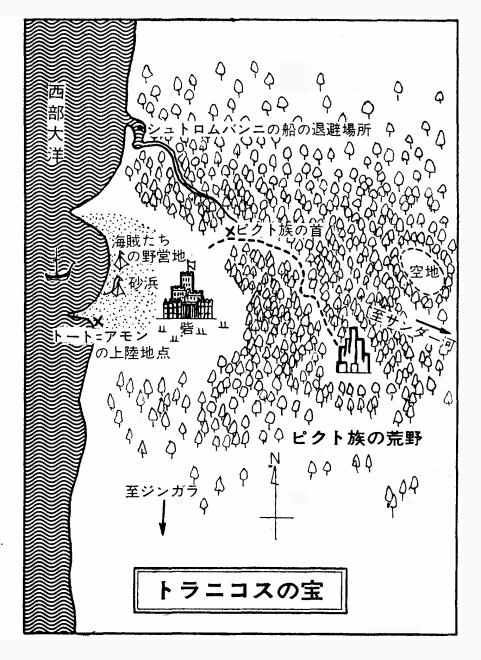 西部大洋
シュトロムバンニの船の退避場所
ピクト族の首
海賊たち
の野営地
砂浜
空地
至サンダー河
砦
トート=アモン
の上陸地点
ピクト族の荒野
N
至ジンガラ
トラニコスの宝